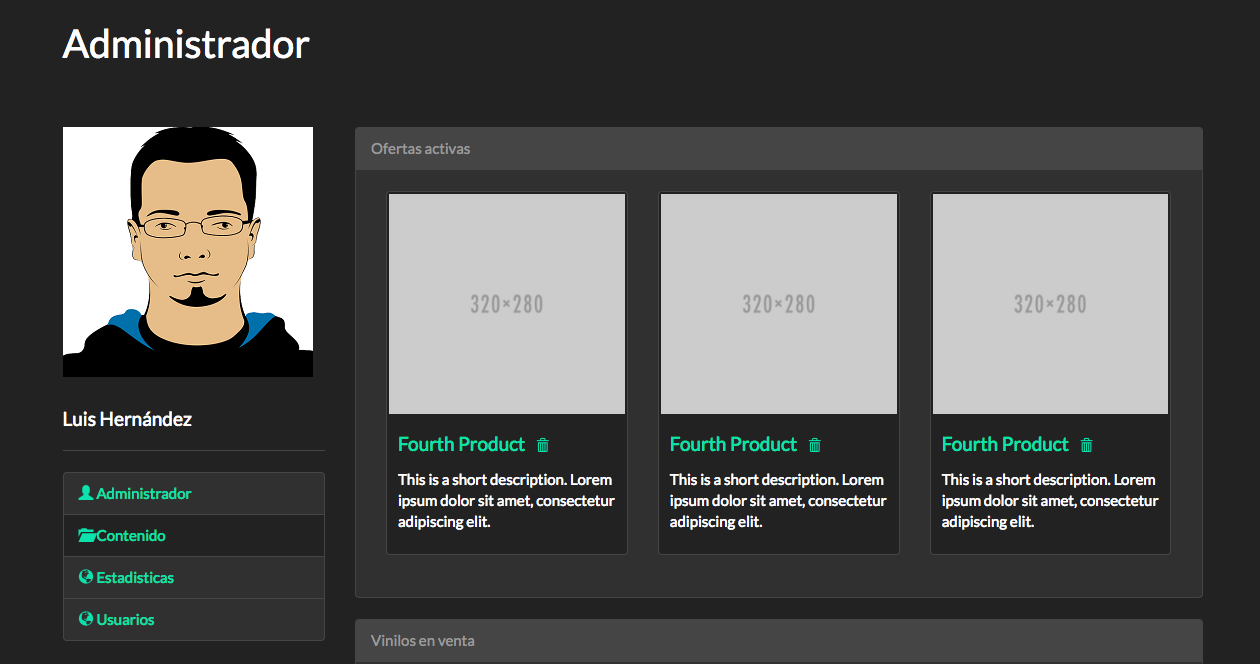 Administrador
Luis Hernández
Administrador
Contenido
Estadisticas
Usuarios
Ofertas activas
320×280
Fourth Product
This is a short description. Lorem
ipsum dolor sit amet, consectetur
adipiscing elit.
320×280
Fourth Product
This is a short description. Lorem
ipsum dolor sit amet, consectetur
adipiscing elit.
320×280
Fourth Product
This is a short description. Lorem
ipsum dolor sit amet, consectetur
adipiscing elit.
Vinilos en venta